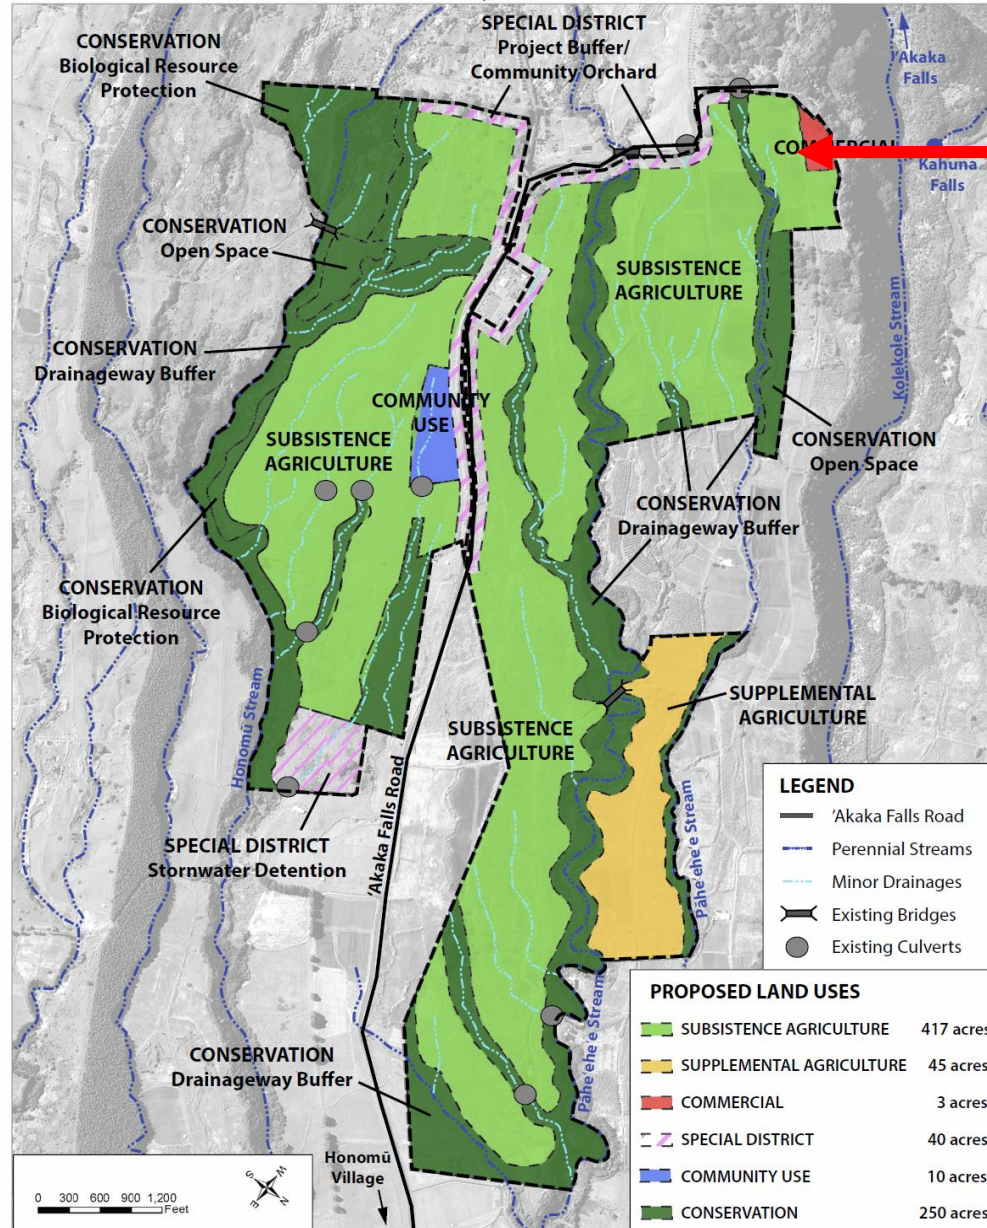 CONSERVATION
Biological Resource
Protection
SPECIAL DISTRICT
Project Buffer/
Community Orchard
'Akaka
Falls
COMMERCIAL
Kahuna
Falls
CONSERVATION
Open Space
SUBSISTENCE
AGRICULTURE
CONSERVATION
Drainageway Buffer
Kolekole Stream
COMMUNITY
USE
SUBSISTENCE
AGRICULTURE
CONSERVATION
Open Space
CONSERVATION
Drainageway Buffer
CONSERVATION
Biological Resource
Protection
Honomū Stream
SUBSISTENCE
AGRICULTURE
SUPPLEMENTAL
AGRICULTURE
SPECIAL DISTRICT
Stornwater Detention
'Akaka Falls Road
Pāhe'ehe'e Stream
CONSERVATION
Drainageway Buffer
Pāhe'ehe'e Stream
Honomū
Village
LEGEND
'Akaka Falls Road
Perennial Streams
Minor Drainages
Existing Bridges
Existing Culverts
PROPOSED LAND USES
SUBSISTENCE AGRICULTURE 417 acres
SUPPLEMENTAL AGRICULTURE 45 acres
COMMERCIAL 3 acres
SPECIAL DISTRICT 40 acres
COMMUNITY USE 10 acres
CONSERVATION 250 acres
0 300 600 900 1,200
Feet
S W
E N